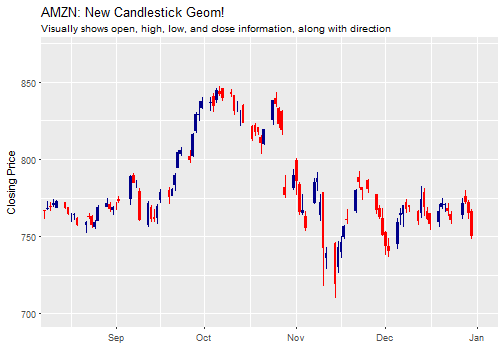 AMZN: New Candlestick Geom!
Visually shows open, high, low, and close information, along with direction
Closing Price
850
800
750
700
Sep Oct Nov Dec Jan